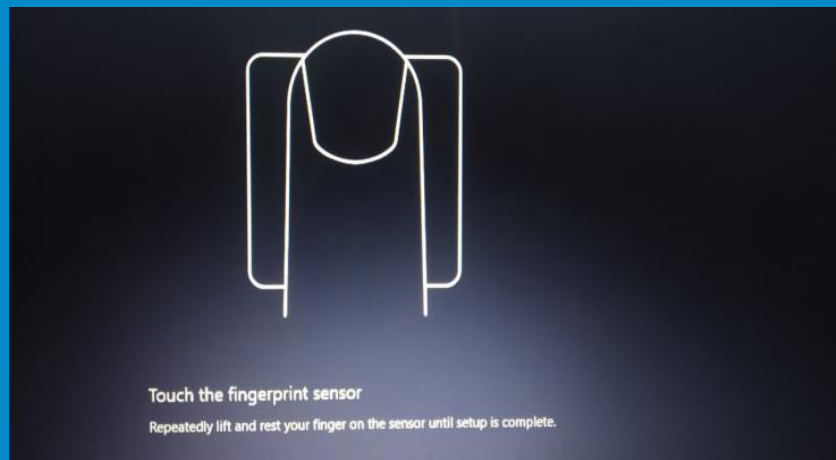 Touch the fingerprint sensor
Repeatedly lift and rest your finger on the sensor until setup is complete.